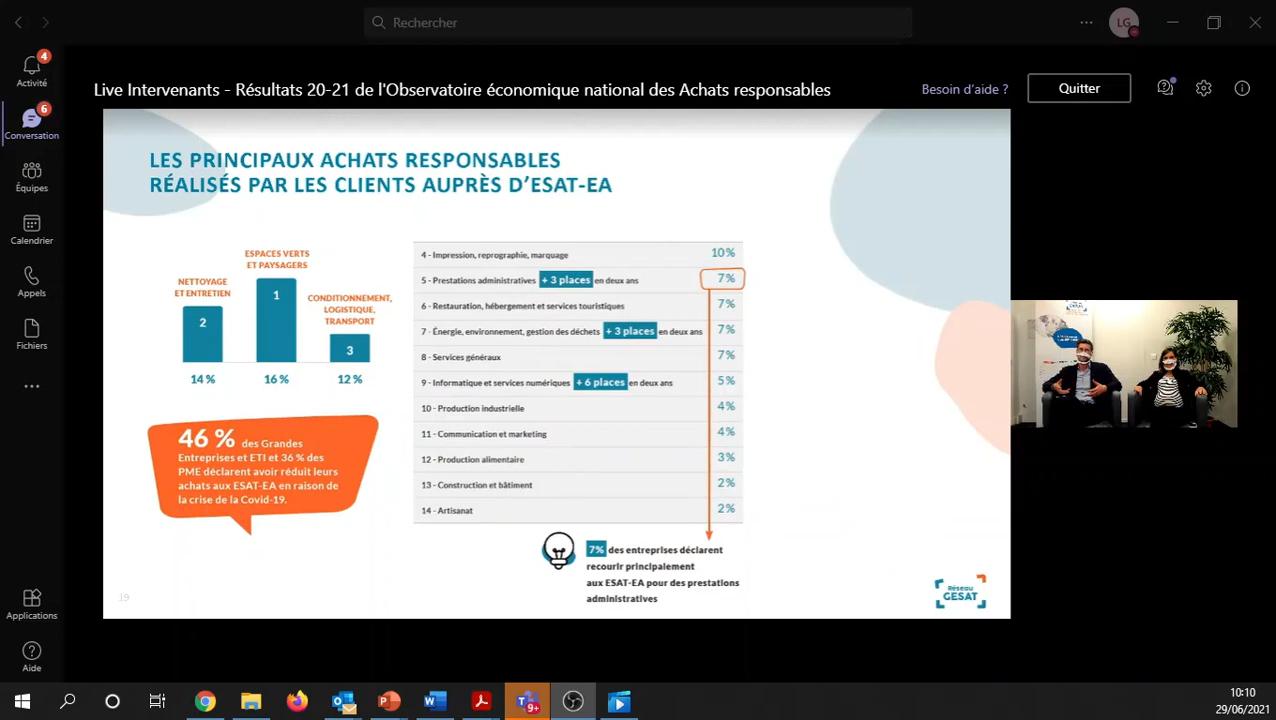 Rechercher
LG
4
Activité
6
Conversation
Équipes
Calendrier
Appels
Fichiers
Applications
Aide
Live Intervenants - Résultats 20-21 de l'Observatoire économique national des Achats responsables
Besoin d'aide ?
Quitter
LES PRINCIPAUX ACHATS RESPONSABLES
RÉALISÉS PAR LES CLIENTS AUPRÈS D'ESAT-EA
NETTOYAGE
ET ENTRETIEN
2
14 %
ESPACES VERTS
ET PAYSAGERS
1
16 %
CONDITIONNEMENT,
LOGISTIQUE,
TRANSPORT
3
12 %
46 % des Grandes
Entreprises et ETI et 36 % des
PME déclarent avoir réduit leurs
achats aux ESAT-EA en raison de
la crise de la Covid-19.
4 - Impression, reprographie, marquage 10%
5 - Prestations administratives + 3 places en deux ans 7%
6 - Restauration, hébergement et services touristiques 7%
7 - Énergie, environnement, gestion des déchets + 3 places en deux ans 7%
8 - Services généraux 7%
9 - Informatique et services numériques + 6 places en deux ans 5%
10 - Production industrielle 4%
11 - Communication et marketing 4%
12 - Production alimentaire 3%
13 - Construction et bâtiment 2%
14 - Artisanat 2%
7% des entreprises déclarent
recourir principalement
aux ESAT-EA pour des prestations
administratives
19
Réseau
GESAT
9+
10:10
29/06/2021